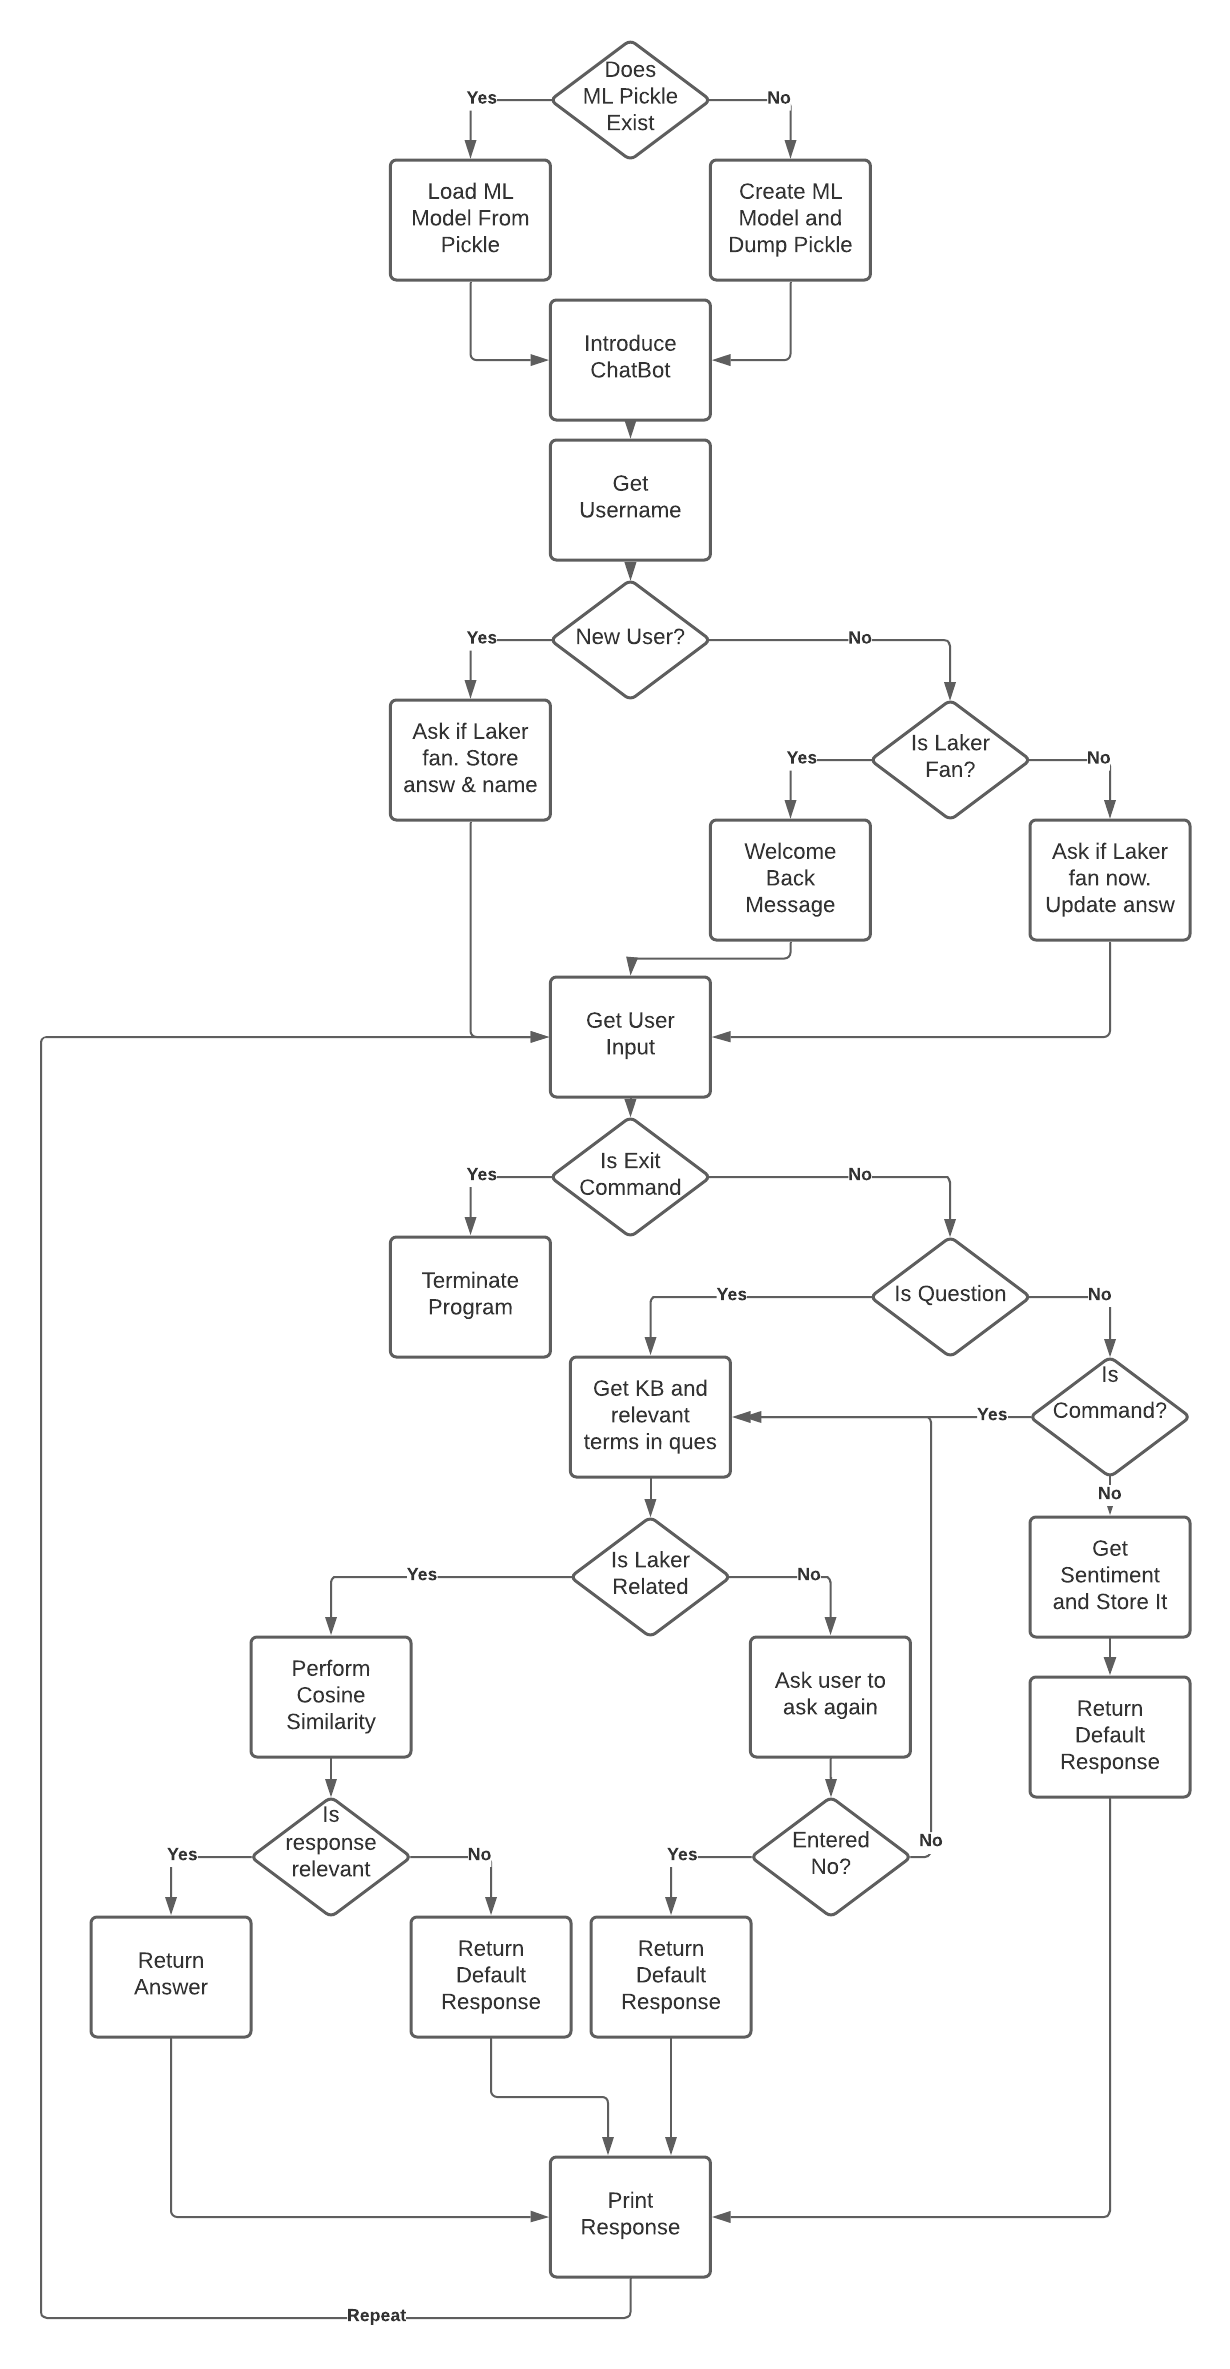 Does
ML Pickle
Exist
Yes
No
Load ML
Model From
Pickle
Create ML
Model and
Dump Pickle
Introduce
ChatBot
Get
Username
New User?
Yes
No
Ask if Laker
fan. Store
answ & name
Is Laker
Fan?
Yes
No
Welcome
Back
Message
Ask if Laker
fan now.
Update answ
Get User
Input
Is Exit
Command
Yes
No
Terminate
Program
Is Question
Yes
No
Get KB and
relevant
terms in ques
Is
Command?
Yes
No
Is Laker
Related
Yes
No
Get
Sentiment
and Store It
Perform
Cosine
Similarity
Ask user to
ask again
Return
Default
Response
Is
response
relevant
Yes
No
Entered
No?
Yes
No
Return
Answer
Return
Default
Response
Return
Default
Response
Print
Response
Repeat